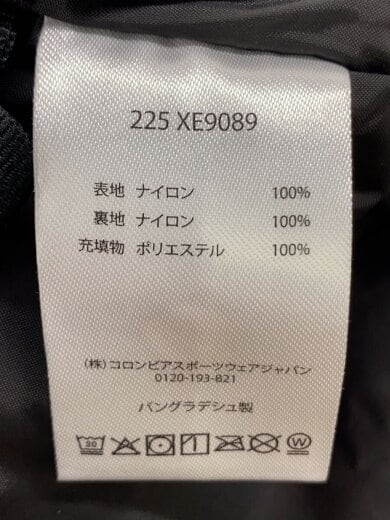 225 XE9089
表地 ナイロン 100%
裏地 ナイロン 100%
充填物 ポリエステル 100%
(株)コロンビアスポーツウェアジャパン
0120-193-821
バングラデシュ製
30
W